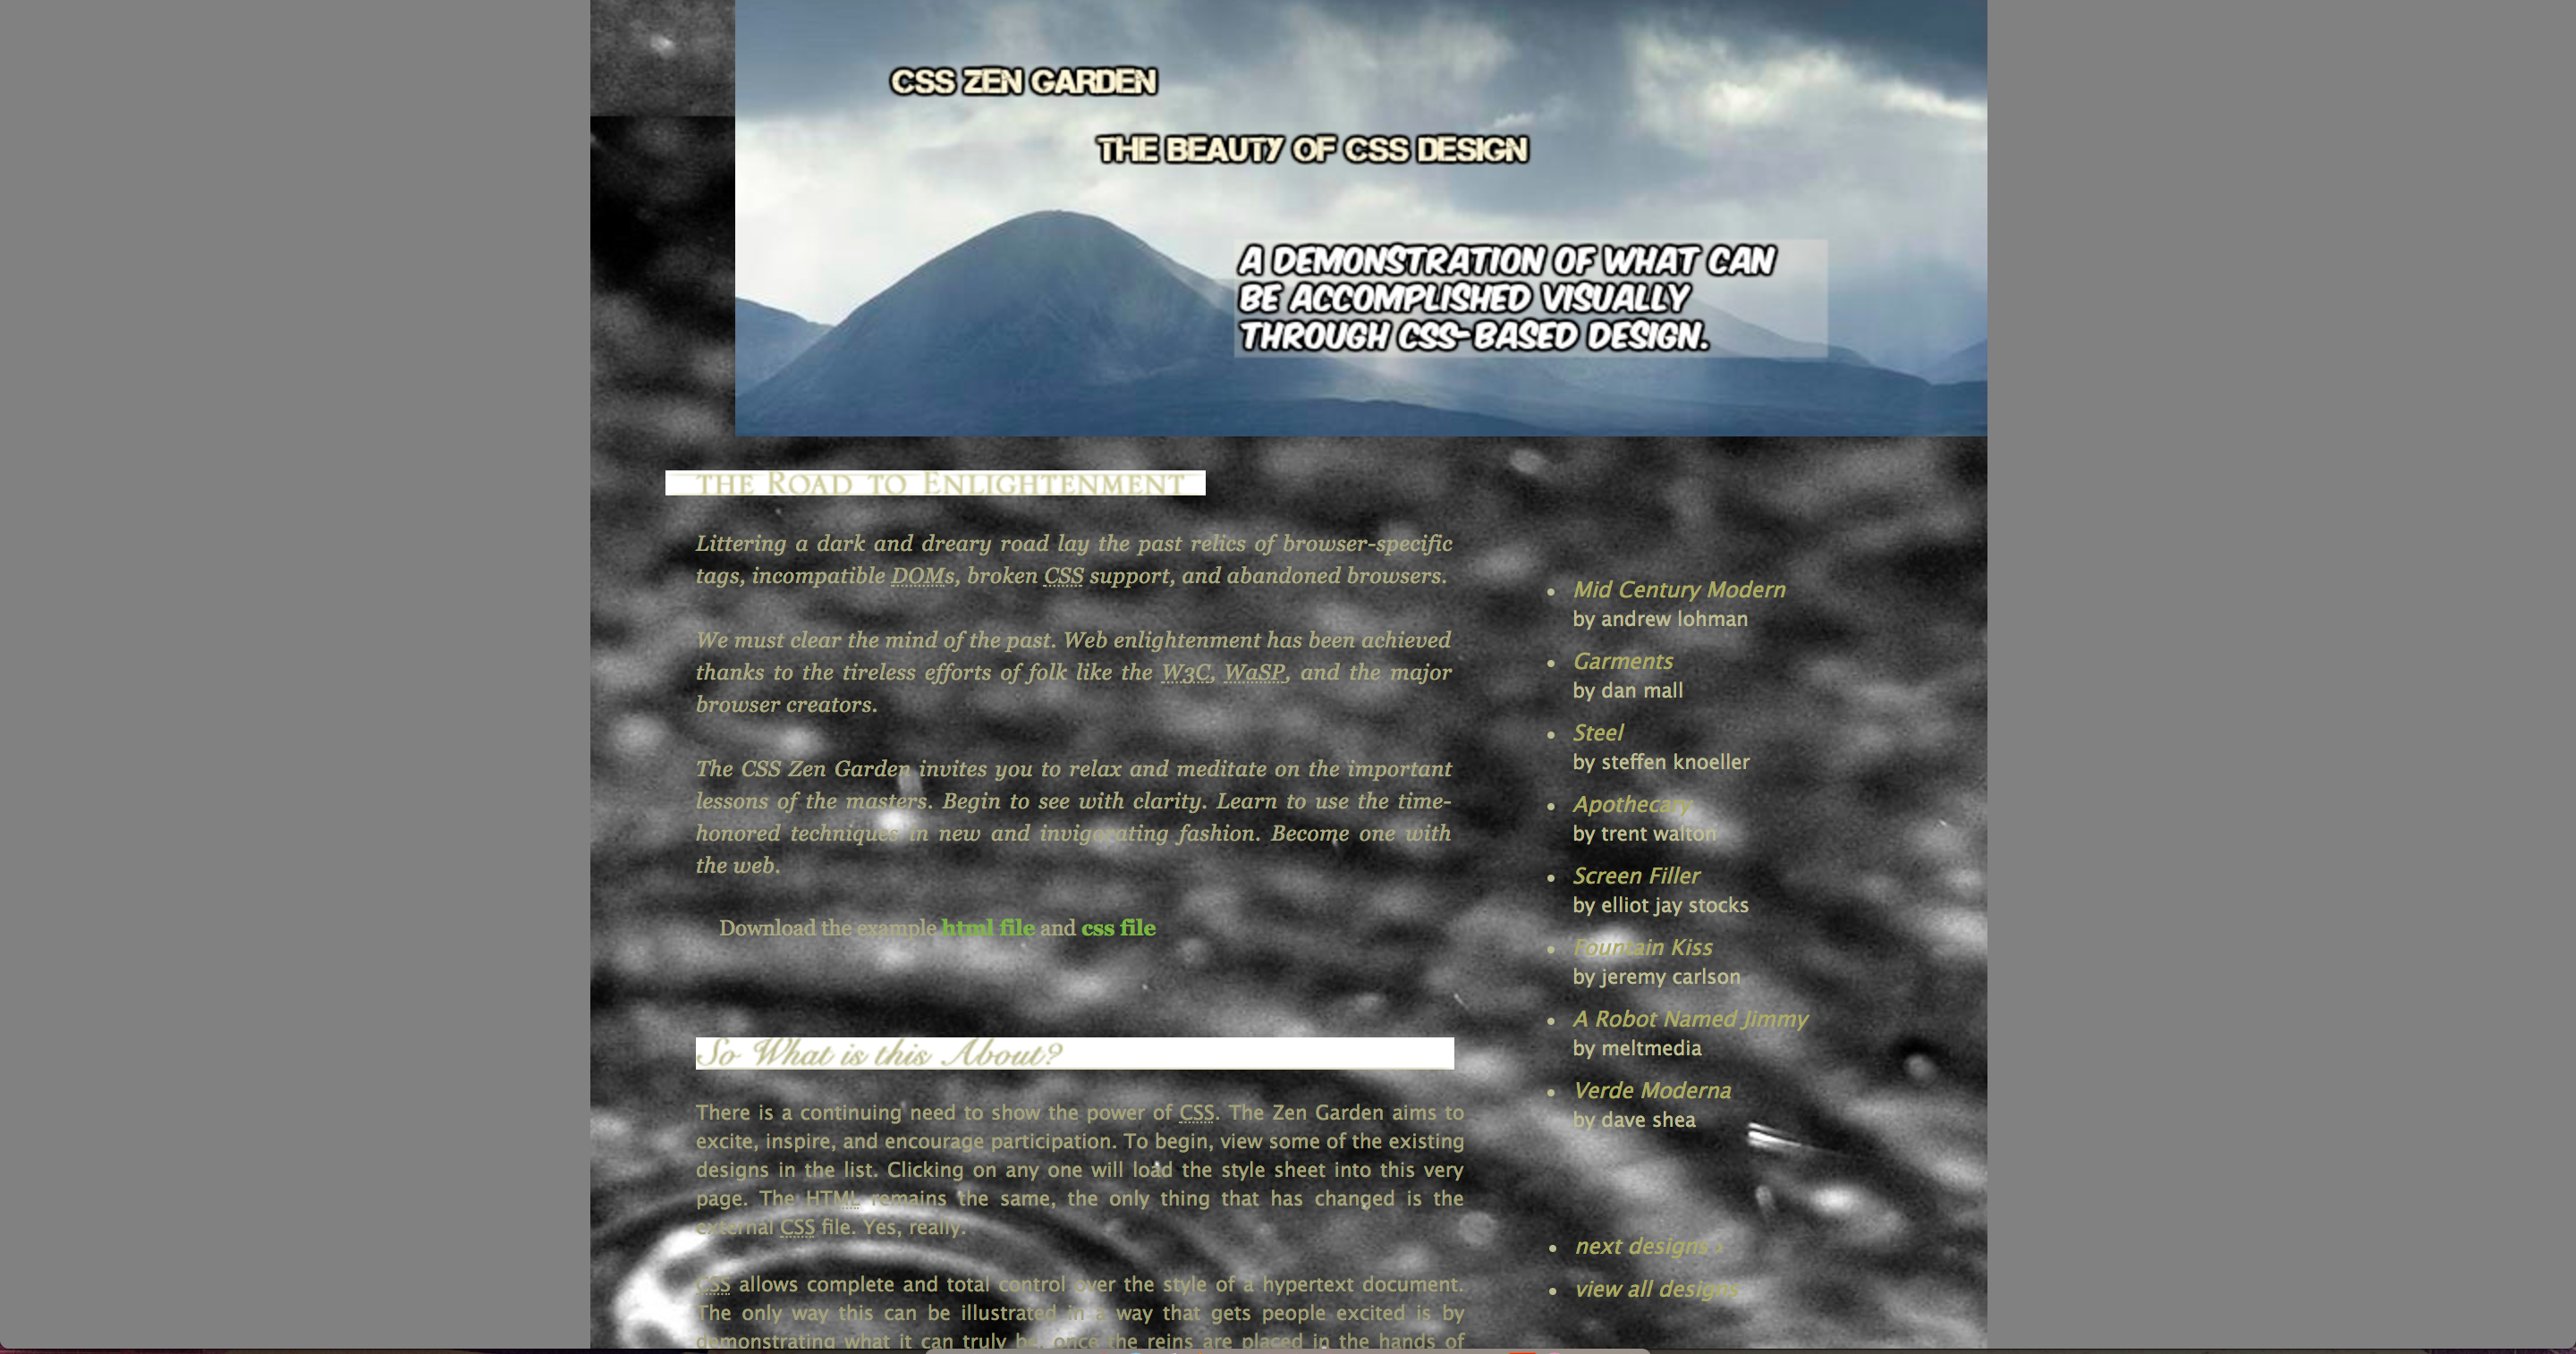 CSS ZEN GARDEN
THE BEAUTY OF CSS DESIGN
A DEMONSTRATION OF WHAT CAN
BE ACCOMPLISHED VISUALLY
THROUGH CSS-BASED DESIGN.
THE ROAD TO ENLIGHTENMENT
Littering a dark and dreary road lay the past relics of browser-specific
tags, incompatible DOMs, broken CSS support, and abandoned browsers.
We must clear the mind of the past. Web enlightenment has been achieved
thanks to the tireless efforts of folk like the W3C, WaSP, and the major
browser creators.
The CSS Zen Garden invites you to relax and meditate on the important
lessons of the masters. Begin to see with clarity. Learn to use the time-
honored techniques in new and invigorating fashion. Become one with
the web.
Download the example html file and css file
So What is this About?
There is a continuing need to show the power of CSS. The Zen Garden aims to
excite, inspire, and encourage participation. To begin, view some of the existing
designs in the list. Clicking on any one will load the style sheet into this very
page. The HTML remains the same, the only thing that has changed is the
external CSS file. Yes, really.
CSS allows complete and total control over the style of a hypertext document.
The only way this can be illustrated in a way that gets people excited is by
demonstrating what it can truly be, once the reins are placed in the hands of
Mid Century Modern
by andrew lohman
Garments
by dan mall
Steel
by steffen knoeller
Apothecary
by trent walton
Screen Filler
by elliot jay stocks
Fountain Kiss
by jeremy carlson
A Robot Named Jimmy
by meltmedia
Verde Moderna
by dave shea
next designs ›
view all designs